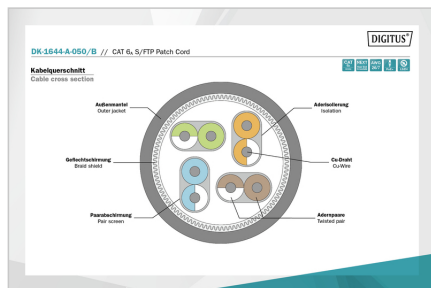 DIGITUS®
DK-1644-A-050/B // CAT 6A S/FTP Patch Cord
Kabelquerschnitt
Cable cross section
Außenmantel
Outer jacket
Aderisolierung
Isolation
Geflechtschirmung
Braid shield
Cu-Draht
Cu-Wire
Paarabschirmung
Pair screen
Adernpaare
Twisted pair